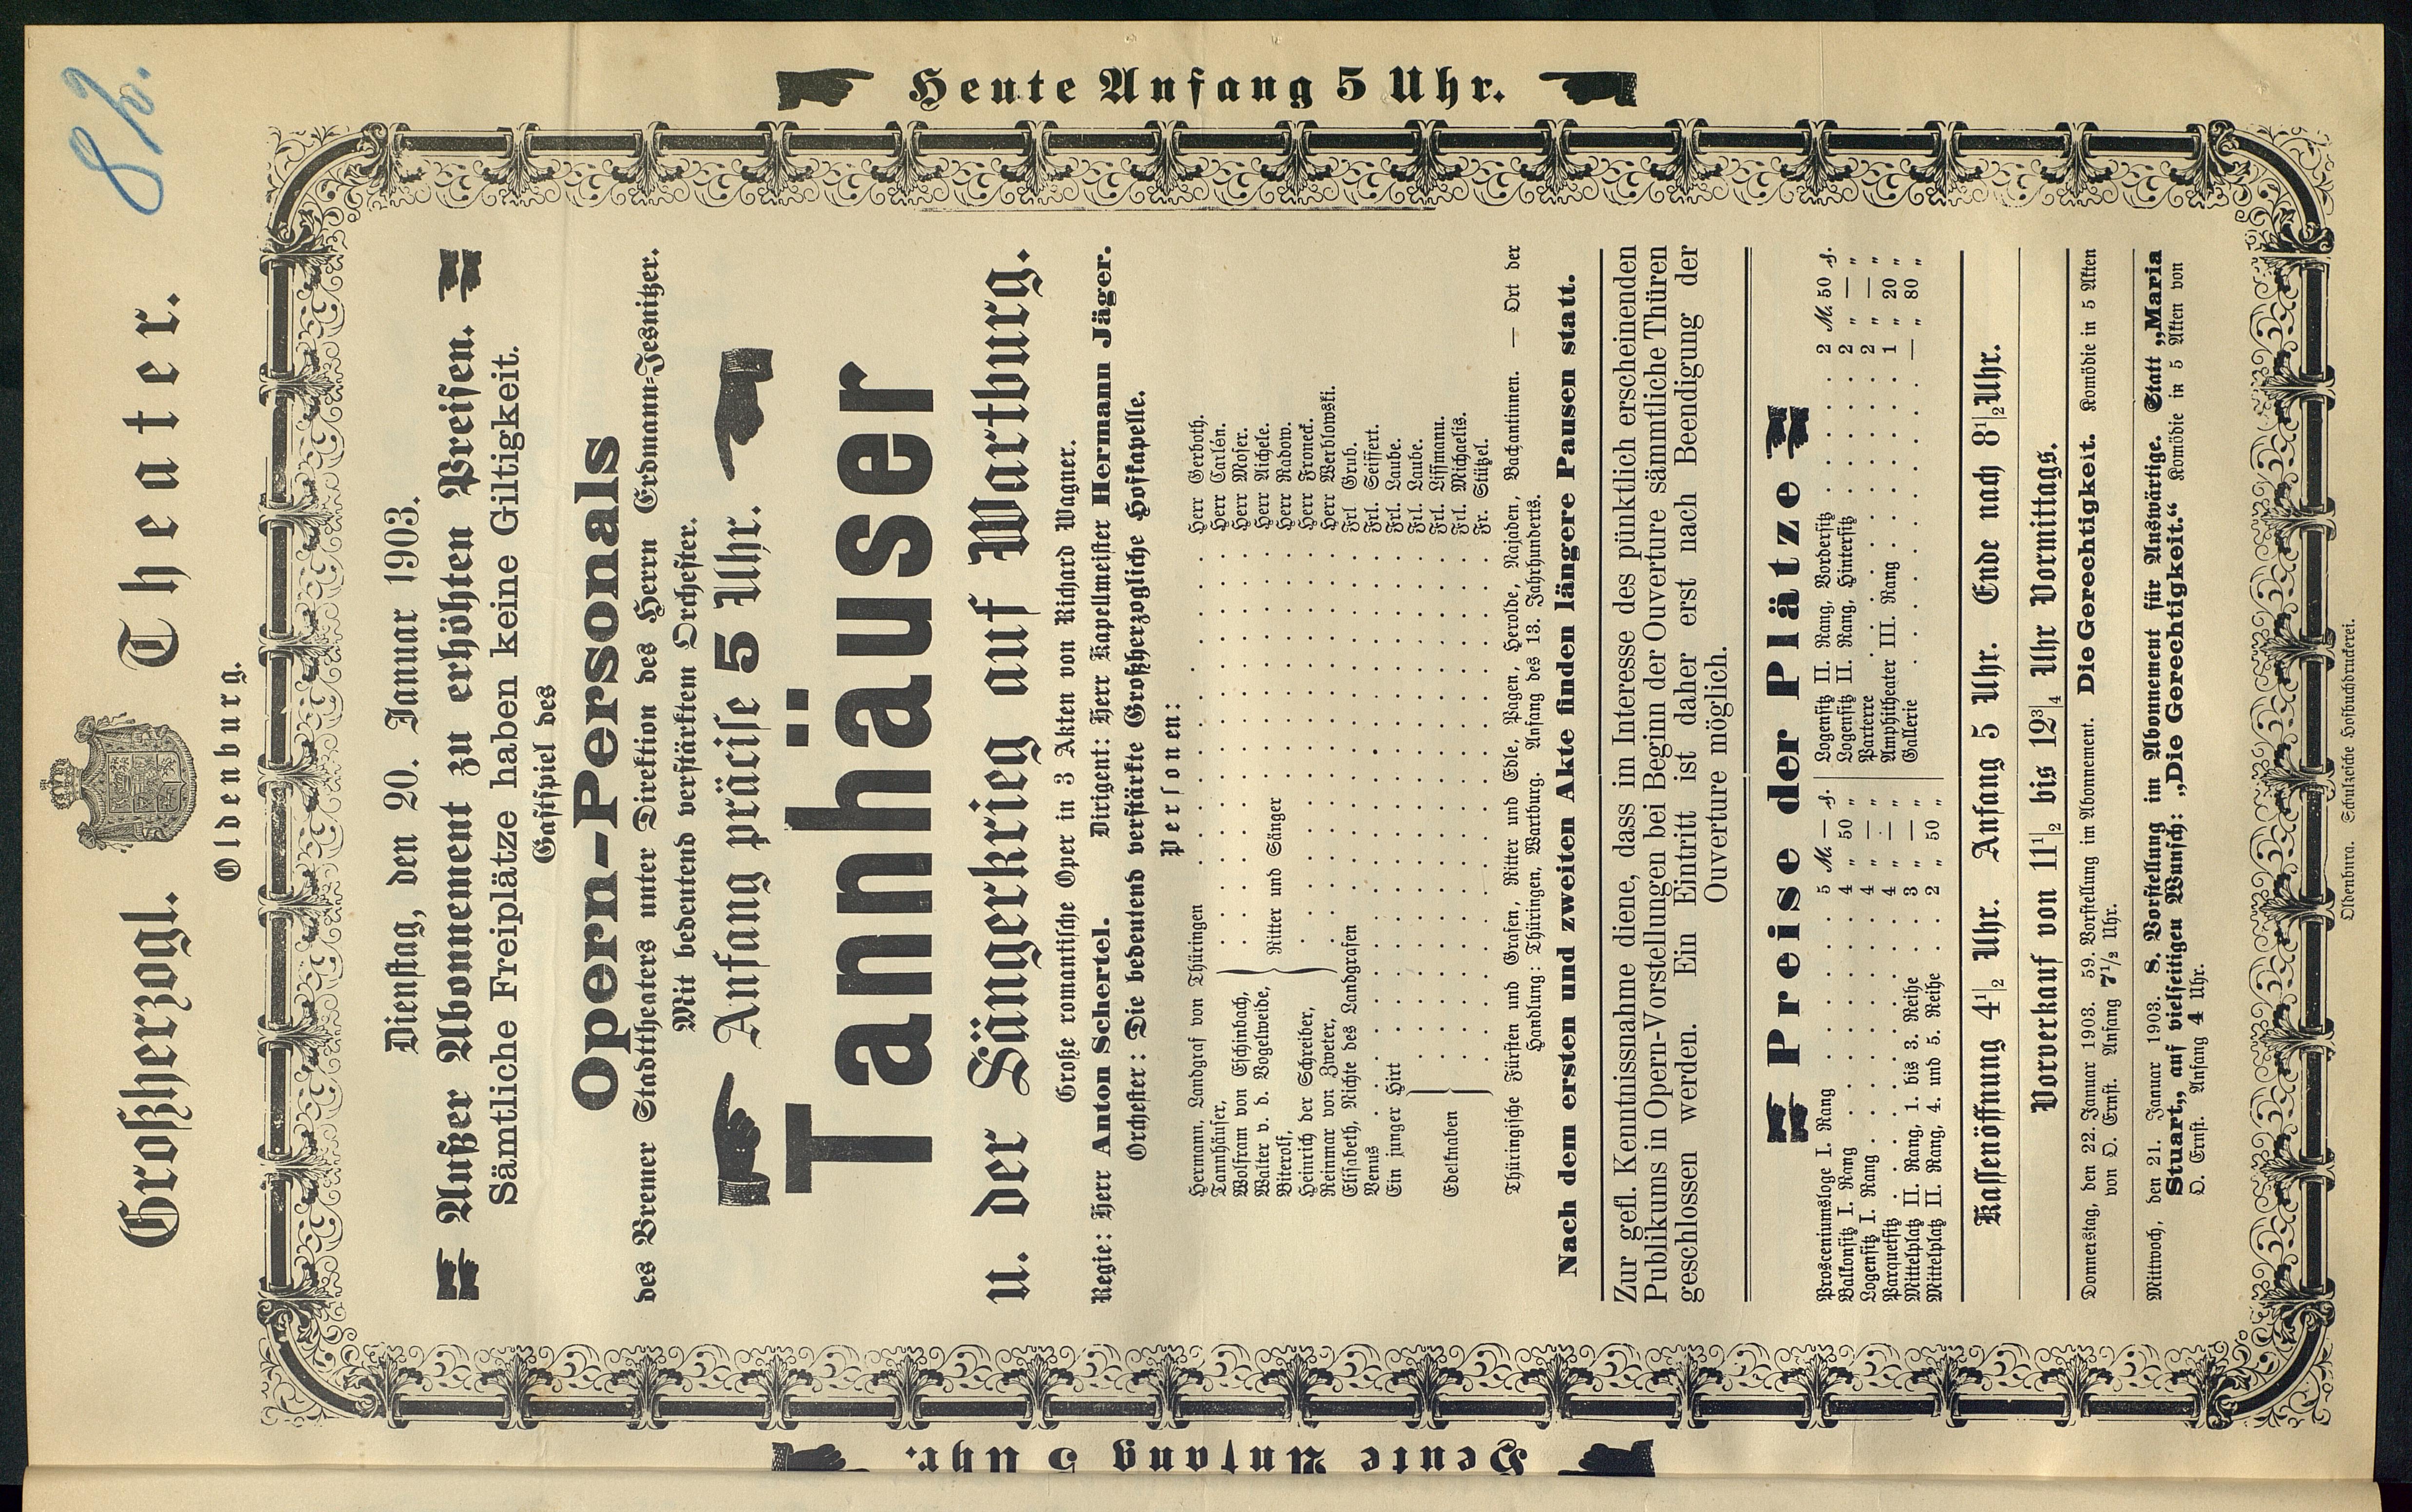 Großherzogl. Theater.
Oldenburg.
Heute Anfang 5 Uhr.
Heute Anfang 5 Uhr.
Dienstag, den 20. Januar 1903.
Außer Abonnement zu erhöhten Preisen.
Sämtliche Freiplätze haben keine Giltigkeit.
Gastspiel des
Opern-Personals
des Bremer Stadttheaters unter Direktion des Herrn Erdmann-Jesnitzer.
Mit bedeutend verstärktem Orchester.
Anfang präcise 5 Uhr.
Tannhäuser
u. der Sängerkrieg auf Wartburg.
Große romantische Oper in 3 Akten von Richard Wagner.
Regie: Herr Anton Schertel. Dirigent: Herr Kapellmeister Hermann Jäger.
Orchester: Die bedeutend verstärkte Großherzogliche Hofkapelle.
Personen:
Hermann, Landgraf von Thüringen . . . Herr Gerboth.
Tannhäuser, . . . Herr Carlén.
Wolfram von Eschinbach, . . . Herr Moser.
Walter v. d. Vogelweide, . . . Herr Aichele.
Biterolf, Ritter und Sänger . . . Herr Radow.
Heinrich der Schreiber, . . . Herr Froneck.
Reinmar von Zweter, . . . Herr Werblowski.
Elisabeth, Nichte des Landgrafen . . . Frl. Grub.
Venus . . . Frl. Seiffert.
Ein junger Hirt . . . Frl. Laube.
Frl. Laube.
Frl. Liffmann.
Edelknaben . . . Frl. Michaelis.
Fr. Stützel.
Thüringische Fürsten und Grafen, Ritter und Edle, Pagen, Herolde, Najaden, Bachantinnen. — Ort der
Handlung: Thüringen, Wartburg. Anfang des 13. Jahrhunderts.
Nach dem ersten und zweiten Akte finden längere Pausen statt.
Zur gefl. Kenntnissnahme diene, dass im Interesse des pünktlich erscheinenden
Publikums in Opern-Vorstellungen bei Beginn der Ouverture sämmtliche Thüren
geschlossen werden. Ein Eintritt ist daher erst nach Beendigung der
Ouverture möglich.
Preise der Plätze
Prosceniumsloge I. Rang . . . 5 M. — ₰.
Balkonsitz I. Rang . . . 4 " 50 "
Logensitz I. Rang . . . 4 " — "
Parquetsitz . . . 4 " — "
Mittelplatz II. Rang, 1. bis 3. Reihe . 3 " — "
Mittelplatz II. Rang, 4. und 5. Reihe . . 2 " 50 "
Logensitz II. Rang, Vordersitz . . . 2 M. 50 ₰.
Logensitz II. Rang, Hintersitz . . . 2 " — "
Parterre . . . 2 " — "
Amphitheater III. Rang . . . 1 " 20 "
Gallerie . . . — " 80 "
Kassenöffnung 4½ Uhr. Anfang 5 Uhr. Ende nach 8½ Uhr.
Vorverkauf von 11½ bis 12¾ Uhr Vormittags.
Donnerstag, den 22. Januar 1903. 59. Vorstellung im Abonnement. Die Gerechtigkeit. Komödie in 5 Akten
von O. Ernst. Anfang 7½ Uhr.
Mittwoch, den 21. Januar 1903. 8. Vorstellung im Abonnement für Auswärtige. Statt „Maria
Stuart„ auf vielseitigen Wunsch: „Die Gerechtigkeit.“ Komödie in 5 Akten von
O. Ernst. Anfang 4 Uhr.
Oldenburg. Schulzesche Hofbuchdruckerei.